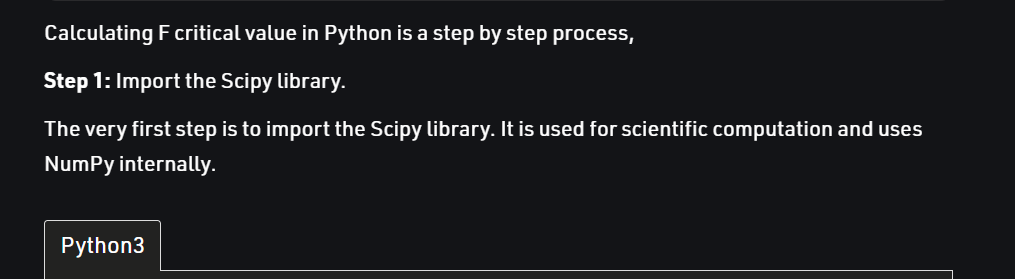 Calculating F critical value in Python is a step by step process,
Step 1: Import the Scipy library.
The very first step is to import the Scipy library. It is used for scientific computation and uses
NumPy internally.
Python3